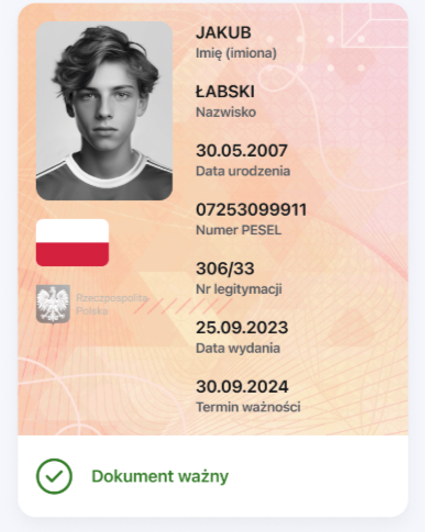 JAKUB
Imię (imiona)
ŁABSKI
Nazwisko
30.05.2007
Data urodzenia
07253099911
Numer PESEL
306/33
Nr legitymacji
25.09.2023
Data wydania
30.09.2024
Termin ważności
Rzeczpospolita
Polska
Dokument ważny